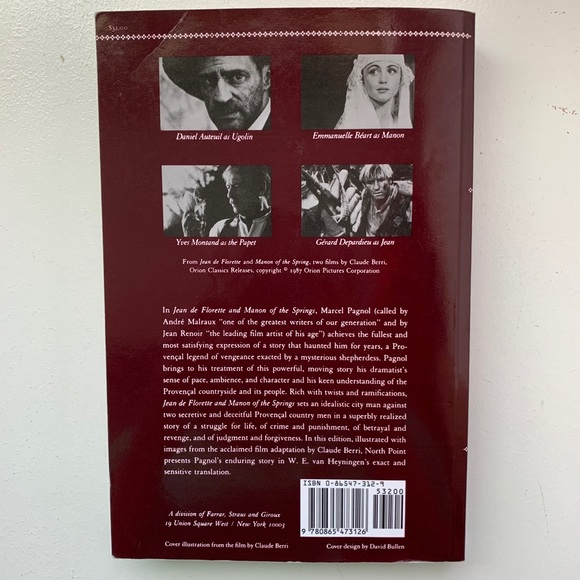 $32.00
Daniel Auteuil as Ugolin
Emmanuelle Béart as Manon
Yves Montand as the Papet
Gérard Depardieu as Jean
From Jean de Florette and Manon of the Spring, two films by Claude Berri,
Orion Classics Releases, copyright © 1987 Orion Pictures Corporation
In Jean de Florette and Manon of the Springs, Marcel Pagnol (called by
André Malraux “one of the greatest writers of our generation” and by
Jean Renoir “the leading film artist of his age”) achieves the fullest and
most satisfying expression of a story that haunted him for years, a Pro-
vençal legend of vengeance exacted by a mysterious shepherdess. Pagnol
brings to his treatment of this powerful, moving story his dramatist's
sense of pace, ambience, and character and his keen understanding of the
Provençal countryside and its people. Rich with twists and ramifications,
Jean de Florette and Manon of the Springs sets an idealistic city man against
two secretive and deceitful Provençal country men in a superbly realized
story of a struggle for life, of crime and punishment, of betrayal and
revenge, and of judgment and forgiveness. In this edition, illustrated with
images from the acclaimed film adaptation by Claude Berri, North Point
presents Pagnol's enduring story in W. E. van Heyningen's exact and
sensitive translation.
ISBN 0-86547-312-9
53200
9 780865 473126
A division of Farrar, Straus and Giroux
19 Union Square West / New York 10003
Cover illustration from the film by Claude Berri
Cover design by David Bullen